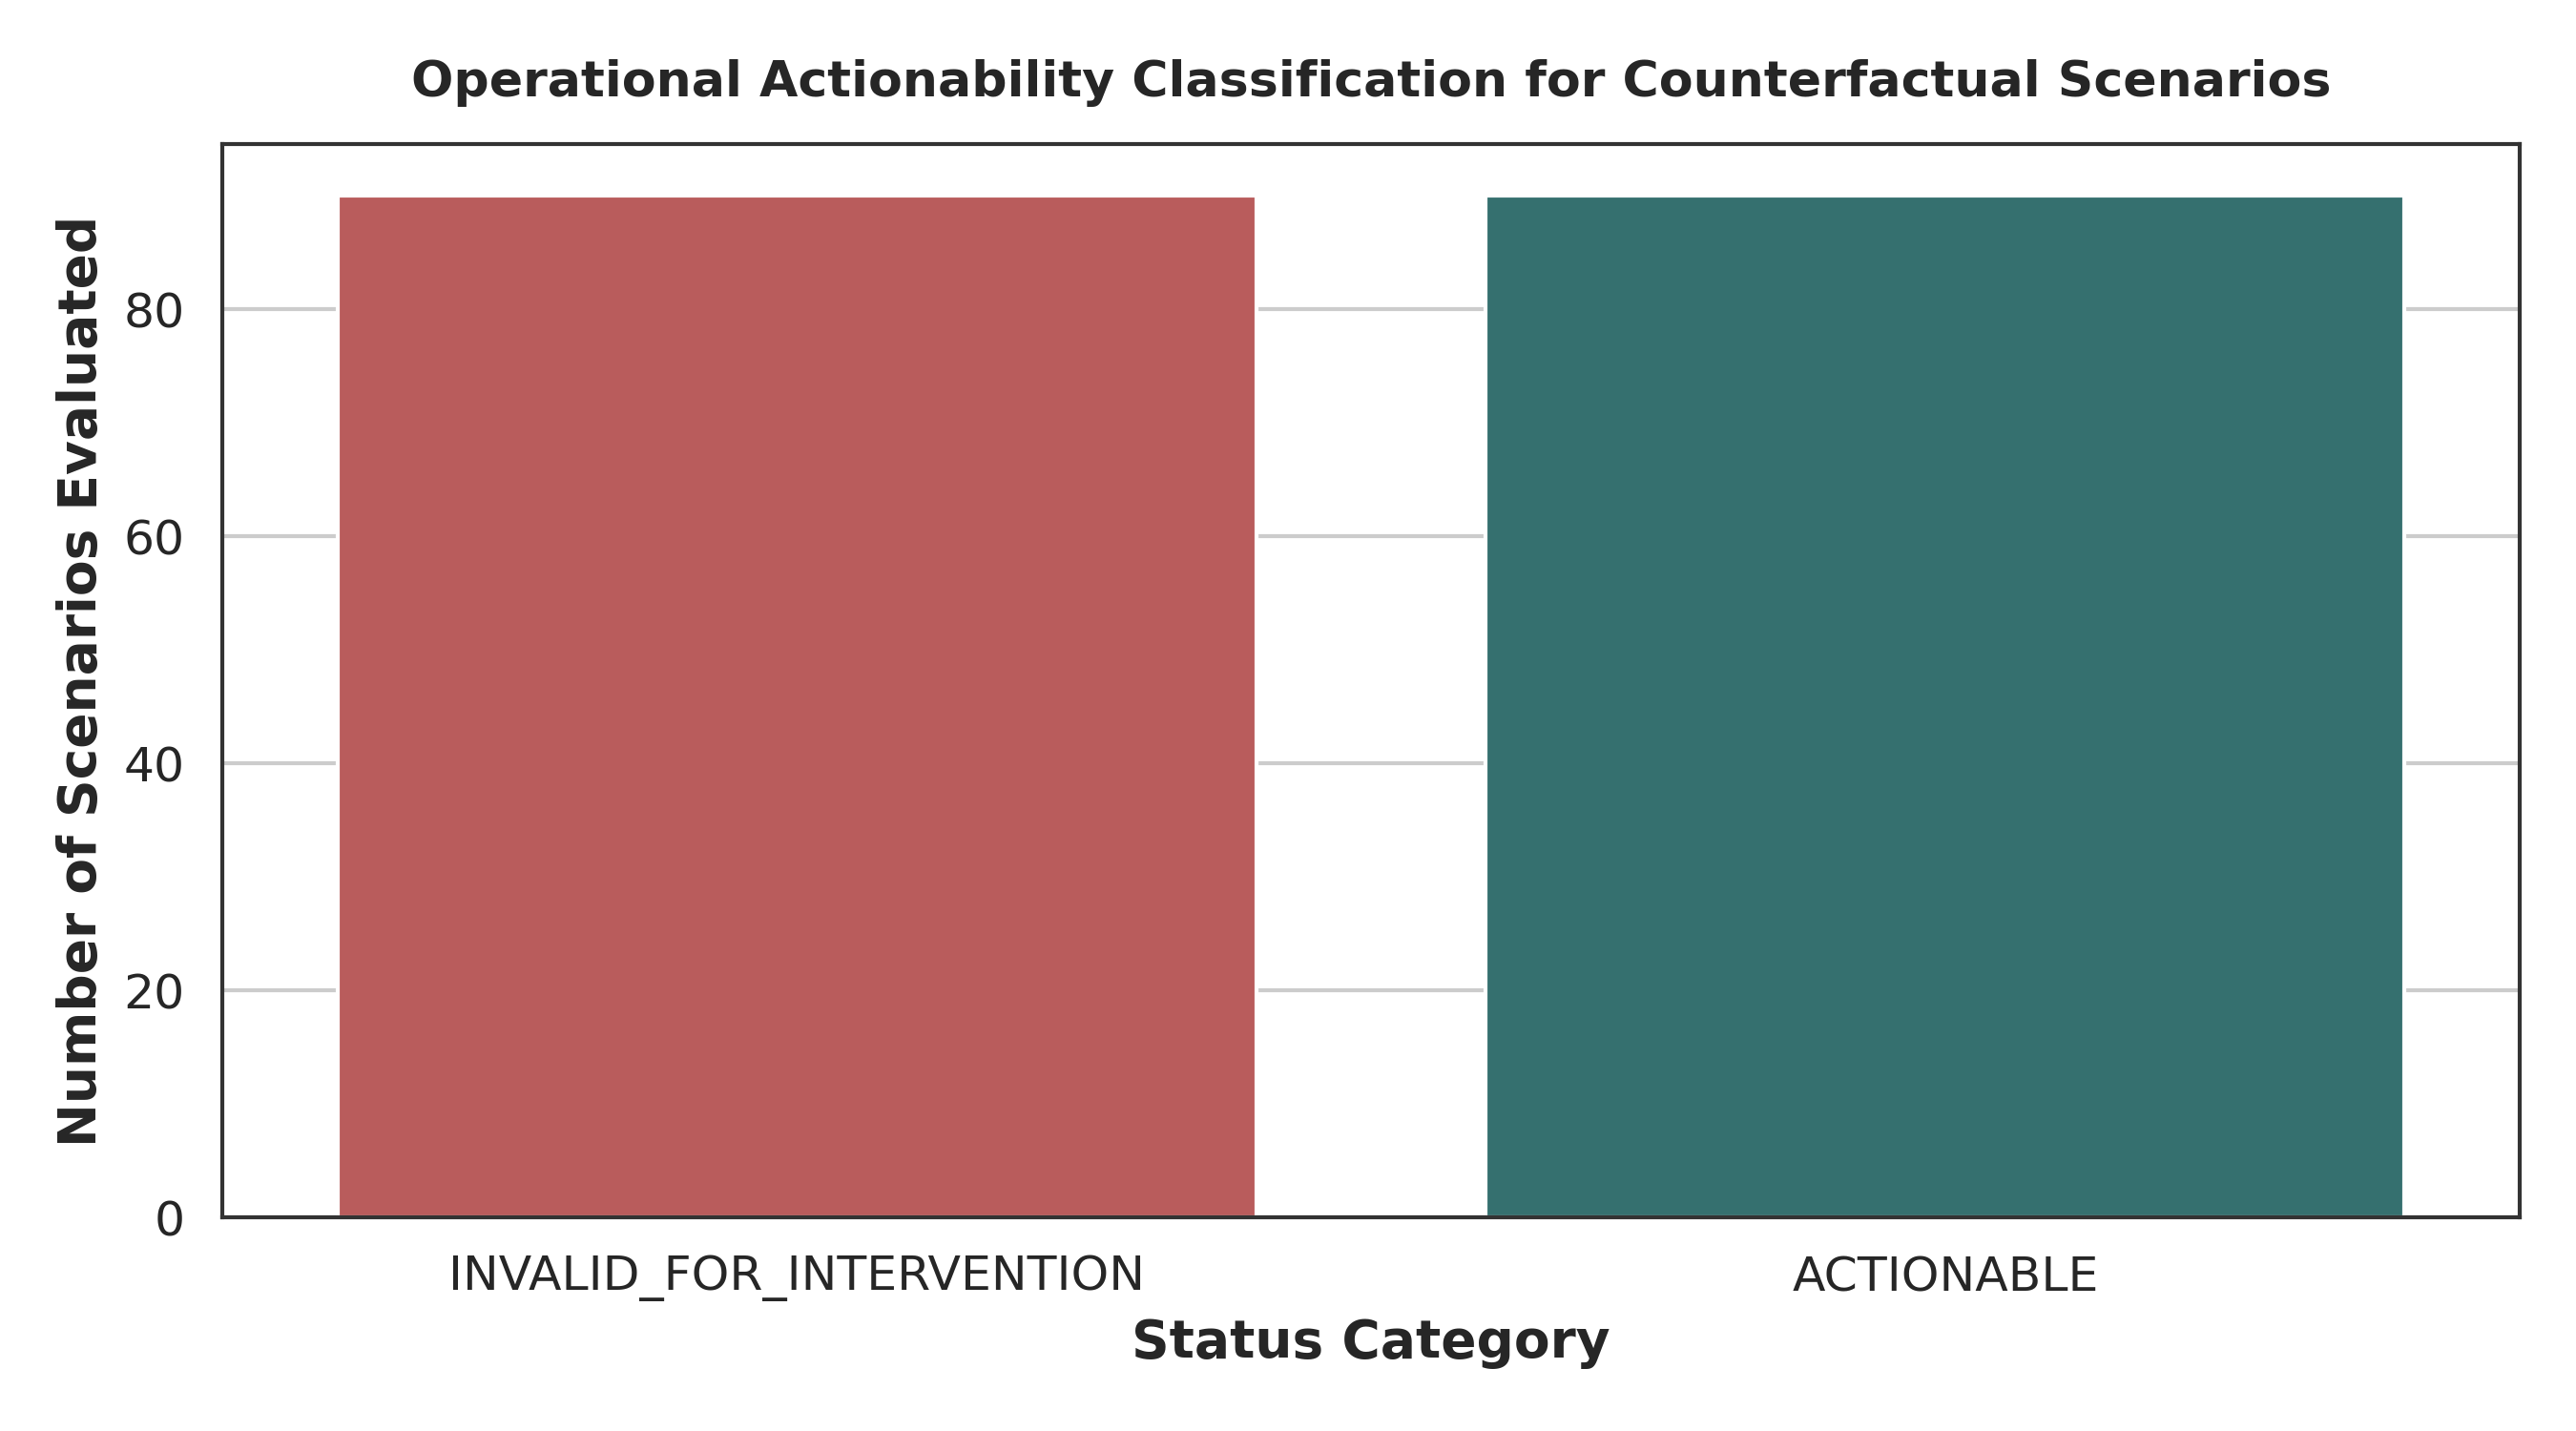 Operational Actionability Classification for Counterfactual Scenarios
Number of Scenarios Evaluated
80
60
40
20
0
INVALID_FOR_INTERVENTION
ACTIONABLE
Status Category